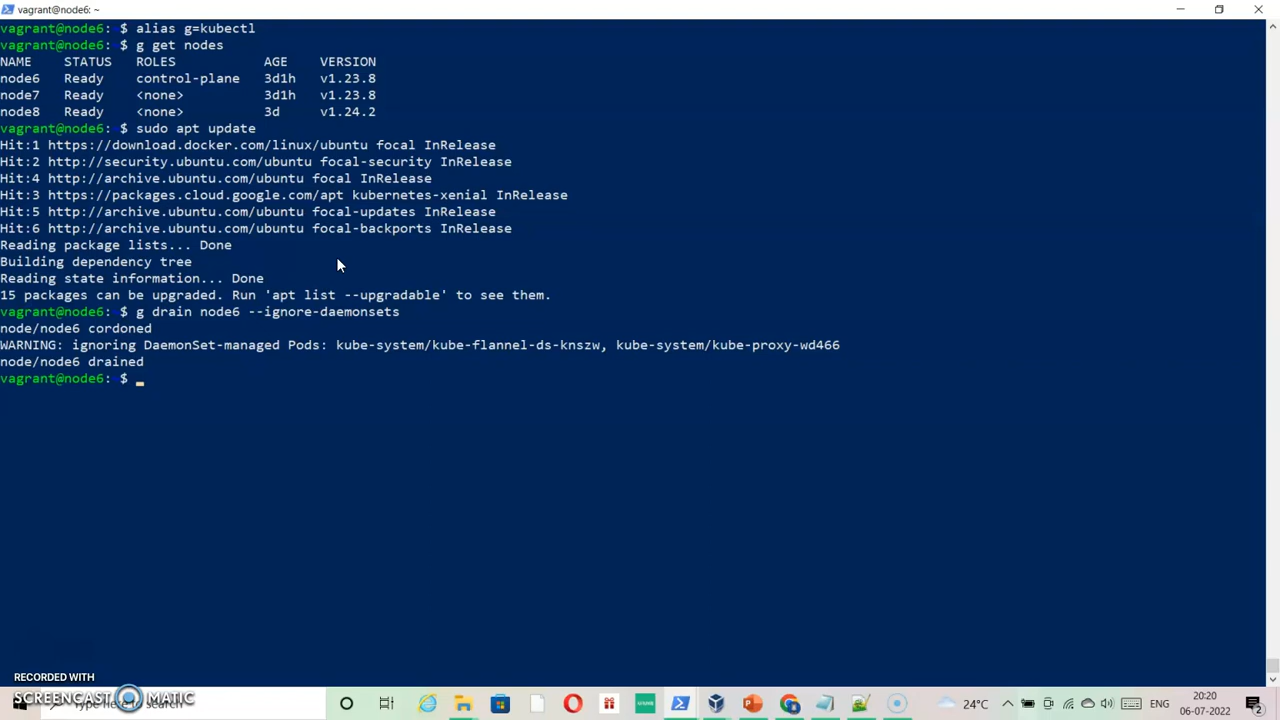 vagrant@node6: ~
vagrant@node6: $ alias g=kubectl
vagrant@node6: $ g get nodes
NAME STATUS ROLES AGE VERSION
node6 Ready control-plane 3d1h v1.23.8
node7 Ready <none> 3d1h v1.23.8
node8 Ready <none> 3d v1.24.2
vagrant@node6: $ sudo apt update
Hit:1 https://download.docker.com/linux/ubuntu focal InRelease
Hit:2 http://security.ubuntu.com/ubuntu focal-security InRelease
Hit:4 http://archive.ubuntu.com/ubuntu focal InRelease
Hit:3 https://packages.cloud.google.com/apt kubernetes-xenial InRelease
Hit:5 http://archive.ubuntu.com/ubuntu focal-updates InRelease
Hit:6 http://archive.ubuntu.com/ubuntu focal-backports InRelease
Reading package lists... Done
Building dependency tree
Reading state information... Done
15 packages can be upgraded. Run 'apt list --upgradable' to see them.
vagrant@node6: $ g drain node6 --ignore-daemonsets
node/node6 cordoned
WARNING: ignoring DaemonSet-managed Pods: kube-system/kube-flannel-ds-knszw, kube-system/kube-proxy-wd466
node/node6 drained
vagrant@node6: $ _
RECORDED WITH
SCREENCAST MATIC
24°C ENG 20:20
06-07-2022 2